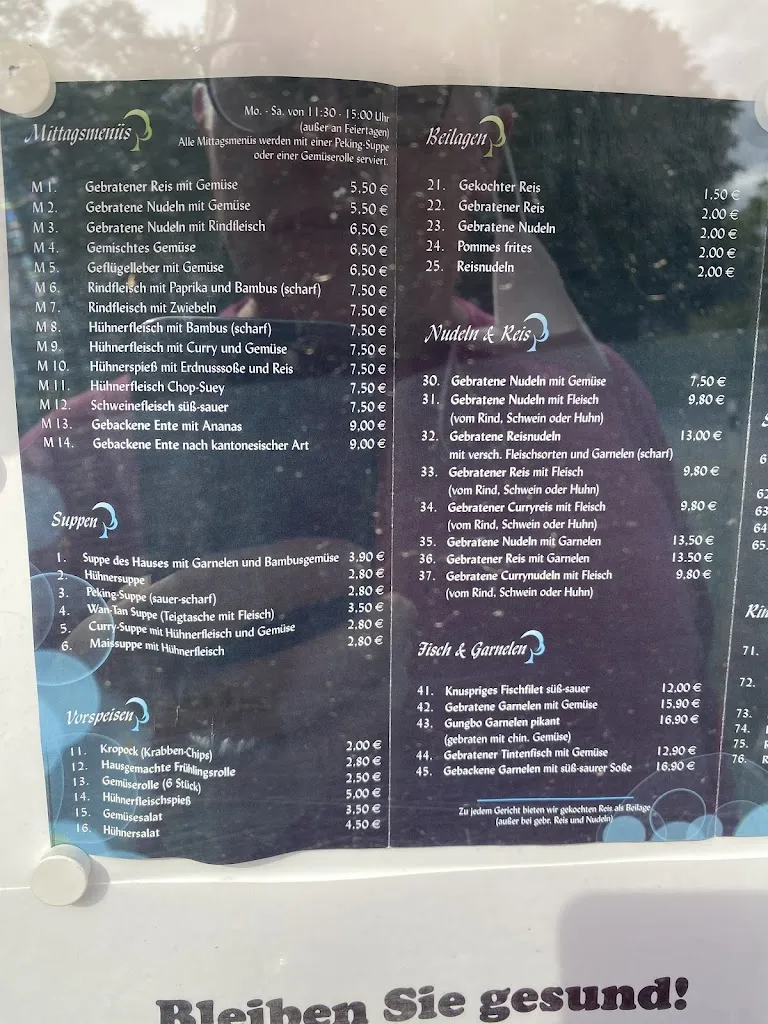 Mittagsmenüs
Mo. - Sa. von 11:30 - 15:00 Uhr
(außer an Feiertagen)
Alle Mittagsmenüs werden mit einer Peking-Suppe
oder einer Gemüserolle serviert.
M 1. Gebratener Reis mit Gemüse 5,50 €
M 2. Gebratene Nudeln mit Gemüse 5,50 €
M 3. Gebratene Nudeln mit Rindfleisch 6,50 €
M 4. Gemischtes Gemüse 6,50 €
M 5. Geflügelleber mit Gemüse 6,50 €
M 6. Rindfleisch mit Paprika und Bambus (scharf) 7,50 €
M 7. Rindfleisch mit Zwiebeln 7,50 €
M 8. Hühnerfleisch mit Bambus (scharf) 7,50 €
M 9. Hühnerfleisch mit Curry und Gemüse 7,50 €
M 10. Hühnerspieß mit Erdnusssoße und Reis 7,50 €
M 11. Hühnerfleisch Chop-Suey 7,50 €
M 12. Schweinefleisch süß-sauer 7,50 €
M 13. Gebackene Ente mit Ananas 9,00 €
M 14. Gebackene Ente nach kantonesischer Art 9,00 €
Suppen
1. Suppe des Hauses mit Garnelen und Bambusgemüse 3,90 €
2. Hühnersuppe 2,80 €
3. Peking-Suppe (sauer-scharf) 2,80 €
4. Wan-Tan Suppe (Teigtasche mit Fleisch) 3,50 €
5. Curry-Suppe mit Hühnerfleisch und Gemüse 2,80 €
6. Maissuppe mit Hühnerfleisch 2,80 €
Vorspeisen
11. Kropock (Krabben-Chips) 2,00 €
12. Hausgemachte Frühlingsrolle 2,80 €
13. Gemüserolle (6 Stück) 2,50 €
14. Hühnerfleischspieß 5,00 €
15. Gemüsesalat 3,50 €
16. Hühnersalat 4,50 €
Beilagen
21. Gekochter Reis 1,50 €
22. Gebratener Reis 2,00 €
23. Gebratene Nudeln 2,00 €
24. Pommes frites 2,00 €
25. Reisnudeln 2,00 €
Nudeln & Reis
30. Gebratene Nudeln mit Gemüse 7,50 €
31. Gebratene Nudeln mit Fleisch 9,80 €
(vom Rind, Schwein oder Huhn)
32. Gebratene Reisnudeln 13,00 €
mit versch. Fleischsorten und Garnelen (scharf)
33. Gebratener Reis mit Fleisch 9,80 €
(vom Rind, Schwein oder Huhn)
34. Gebratener Curryreis mit Fleisch 9,80 €
(vom Rind, Schwein oder Huhn)
35. Gebratene Nudeln mit Garnelen 13,50 €
36. Gebratener Reis mit Garnelen 13,50 €
37. Gebratene Currynudeln mit Fleisch 9,80 €
(vom Rind, Schwein oder Huhn)
Fisch & Garnelen
41. Knuspriges Fischfilet süß-sauer 12,00 €
42. Gebratene Garnelen mit Gemüse 15,90 €
43. Gungbo Garnelen pikant 16,90 €
(gebraten mit chin. Gemüse)
44. Gebratener Tintenfisch mit Gemüse 12,90 €
45. Gebackene Garnelen mit süß-saurer Soße 16,90 €
Zu jedem Gericht bieten wir gekochten Reis als Beilage
(außer bei gebr. Reis und Nudeln)
63
64
65.
71.
72.
73.
74.
75.
76.
Bleiben Sie gesund!